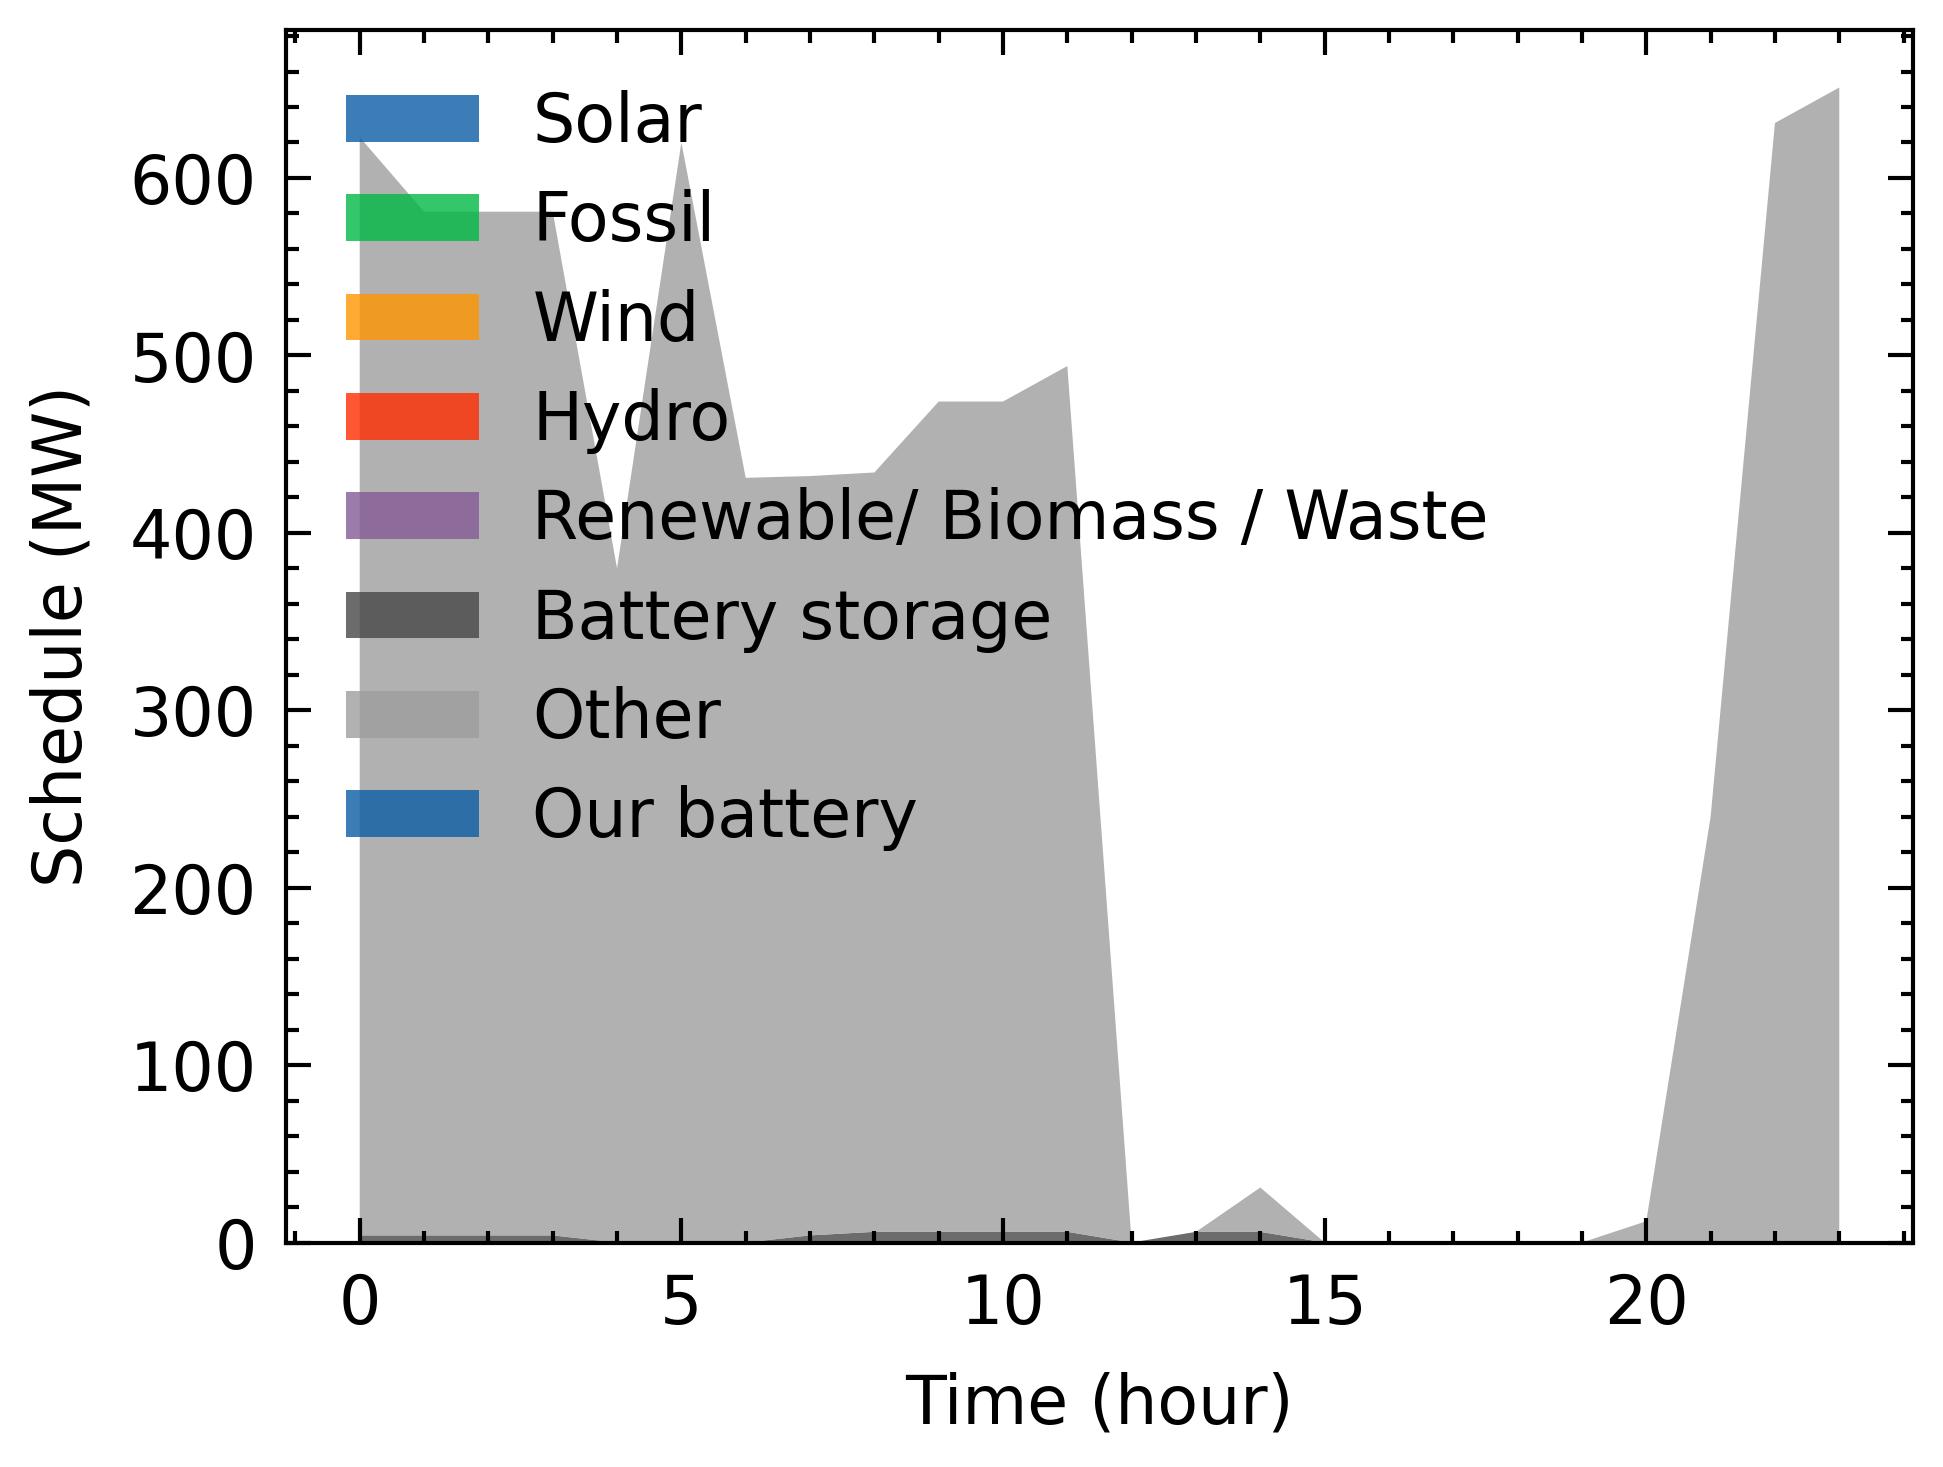 Solar
Fossil
Wind
Hydro
Renewable/ Biomass / Waste
Battery storage
Other
Our battery
Schedule (MW)
600
500
400
300
200
100
0
0 5 10 15 20
Time (hour)